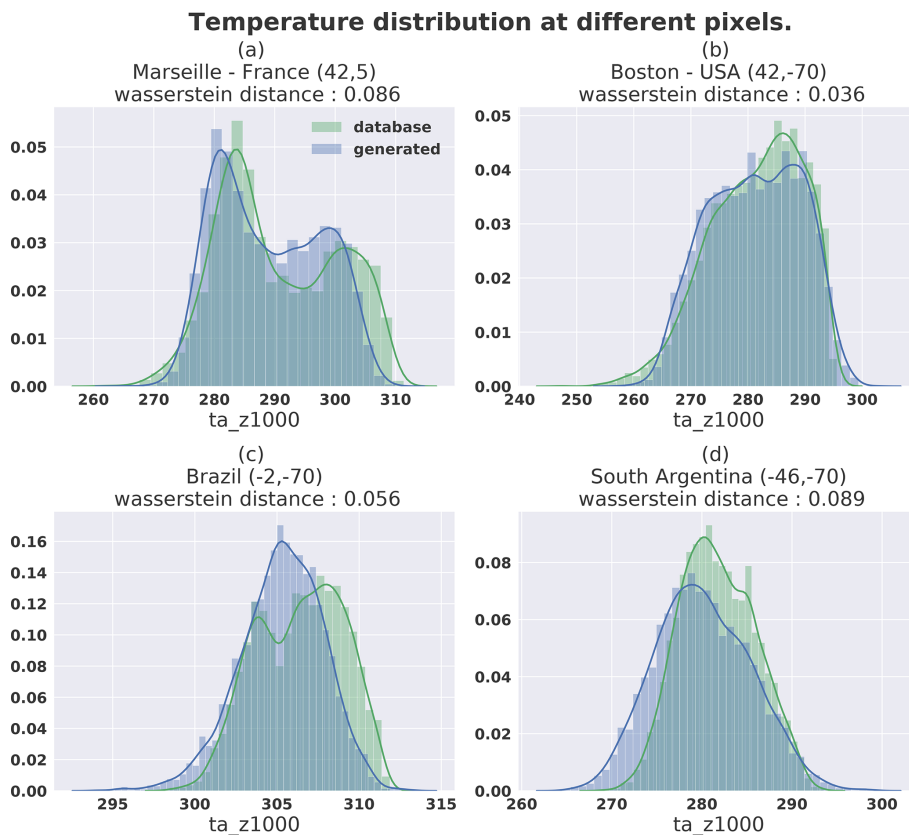 Temperature distribution at different pixels.
(a)
Marseille - France (42,5)
wasserstein distance : 0.086
database
generated
0.05
0.04
0.03
0.02
0.01
0.00
260 270 280 290 300 310
ta_z1000
(b)
Boston - USA (42,-70)
wasserstein distance : 0.036
0.05
0.04
0.03
0.02
0.01
0.00
240 250 260 270 280 290 300
ta_z1000
(c)
Brazil (-2,-70)
wasserstein distance : 0.056
0.16
0.14
0.12
0.10
0.08
0.06
0.04
0.02
0.00
295 300 305 310 315
ta_z1000
(d)
South Argentina (-46,-70)
wasserstein distance : 0.089
0.08
0.06
0.04
0.02
0.00
260 270 280 290 300
ta_z1000